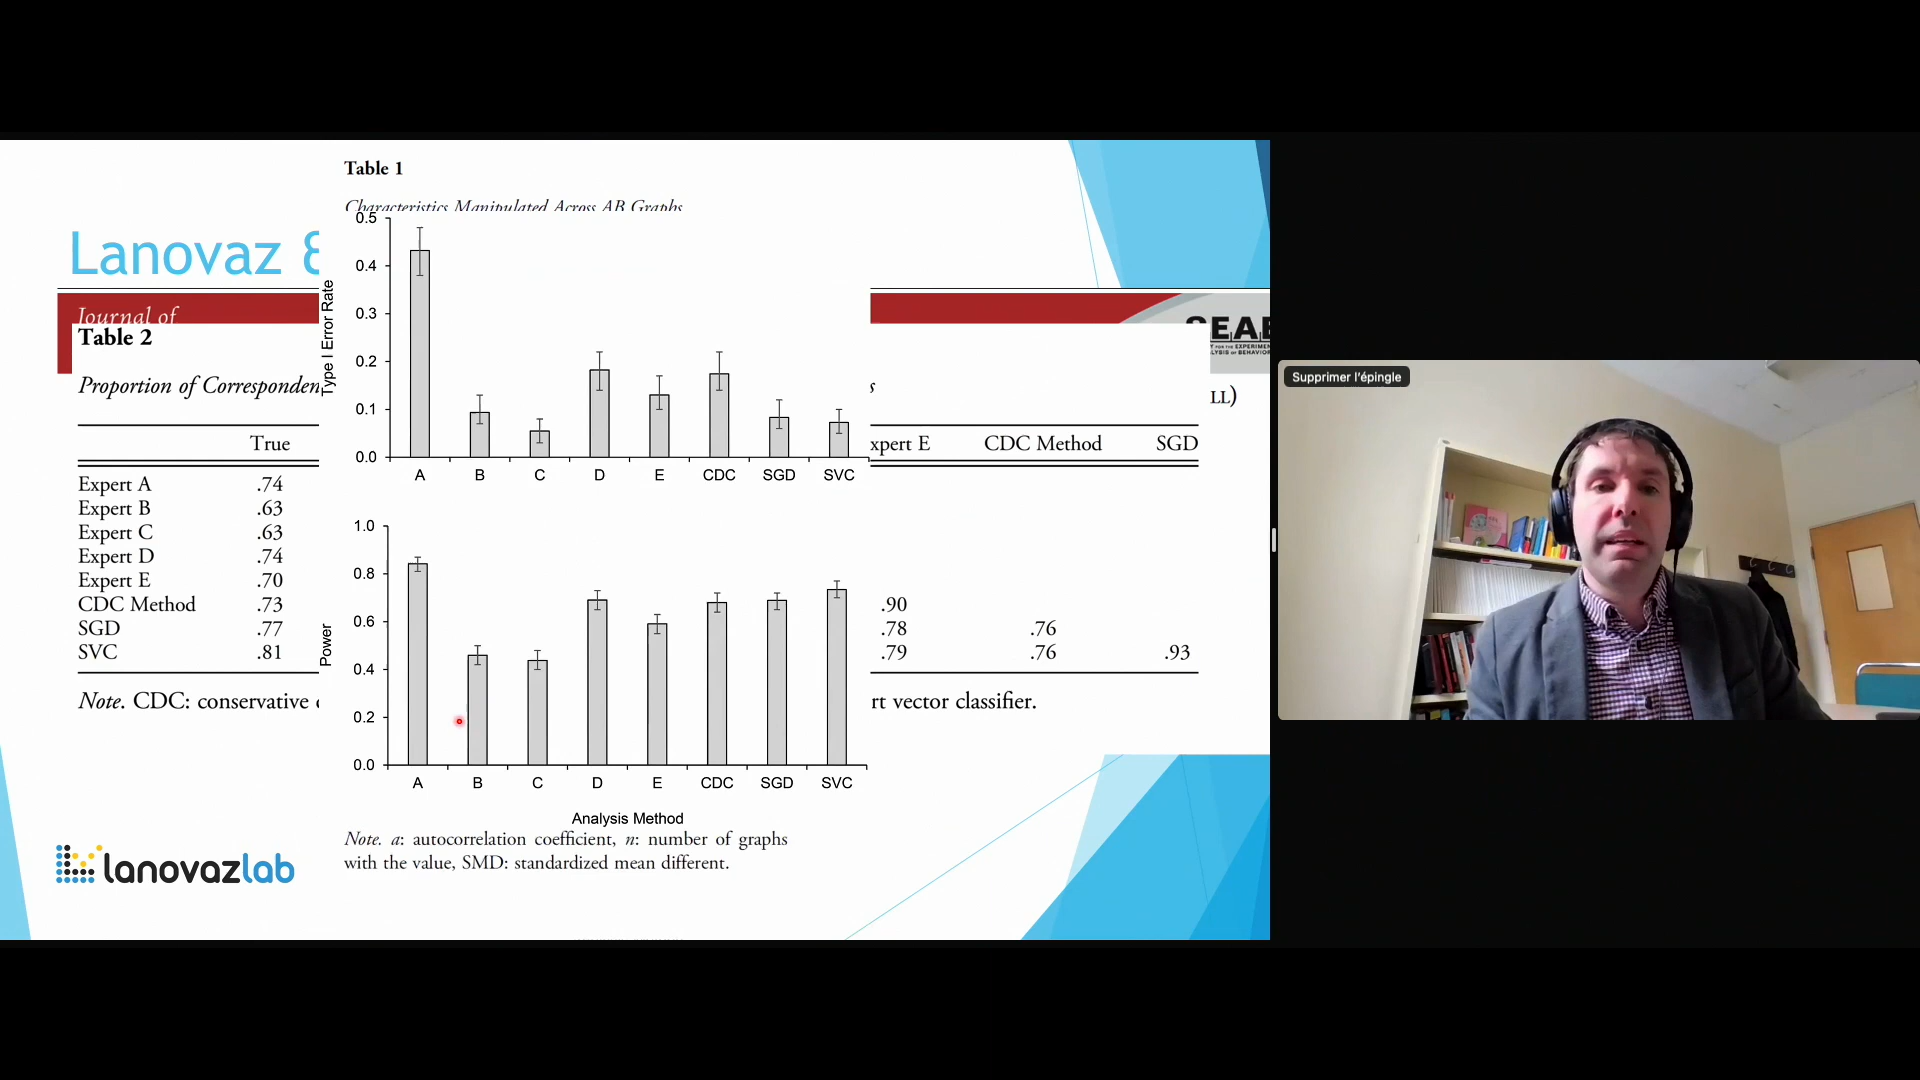 Table 1
Characteristics Manipulated Across AB Graphs
Lanovaz &
Journal of
SEAB
Table 2
Proportion of Corresponden
s
LL)
True
xpert E CDC Method SGD
Expert A .74
Expert B .63
Expert C .63
Expert D .74
Expert E .70
CDC Method .73 .90
SGD .77 .78 .76
SVC .81 .79 .76 .93
Note. CDC: conservative
rt vector classifier.
Type I Error Rate
0.5
0.4
0.3
0.2
0.1
0.0
A B C D E CDC SGD SVC
Power
1.0
0.8
0.6
0.4
0.2
0.0
A B C D E CDC SGD SVC
Analysis Method
Note. a: autocorrelation coefficient, n: number of graphs
with the value, SMD: standardized mean different.
lanovazlab
Supprimer l'épingle